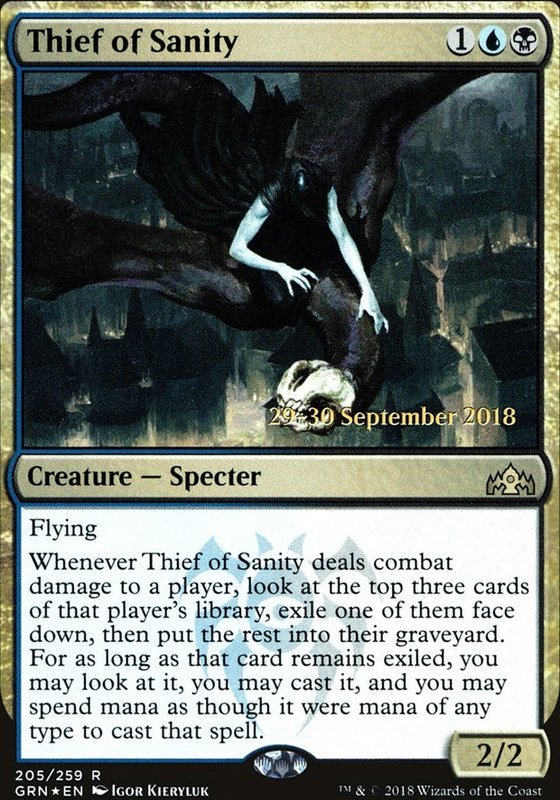 Thief of Sanity
1
29-30 September 2018
Creature — Specter
Flying
Whenever Thief of Sanity deals combat
damage to a player, look at the top three cards
of that player's library, exile one of them face
down, then put the rest into their graveyard.
For as long as that card remains exiled, you
may look at it, you may cast it, and you may
spend mana as though it were mana of any
type to cast that spell.
2/2
205/259 R
GRN★EN Igor Kieryluk
™ & © 2018 Wizards of the Coast